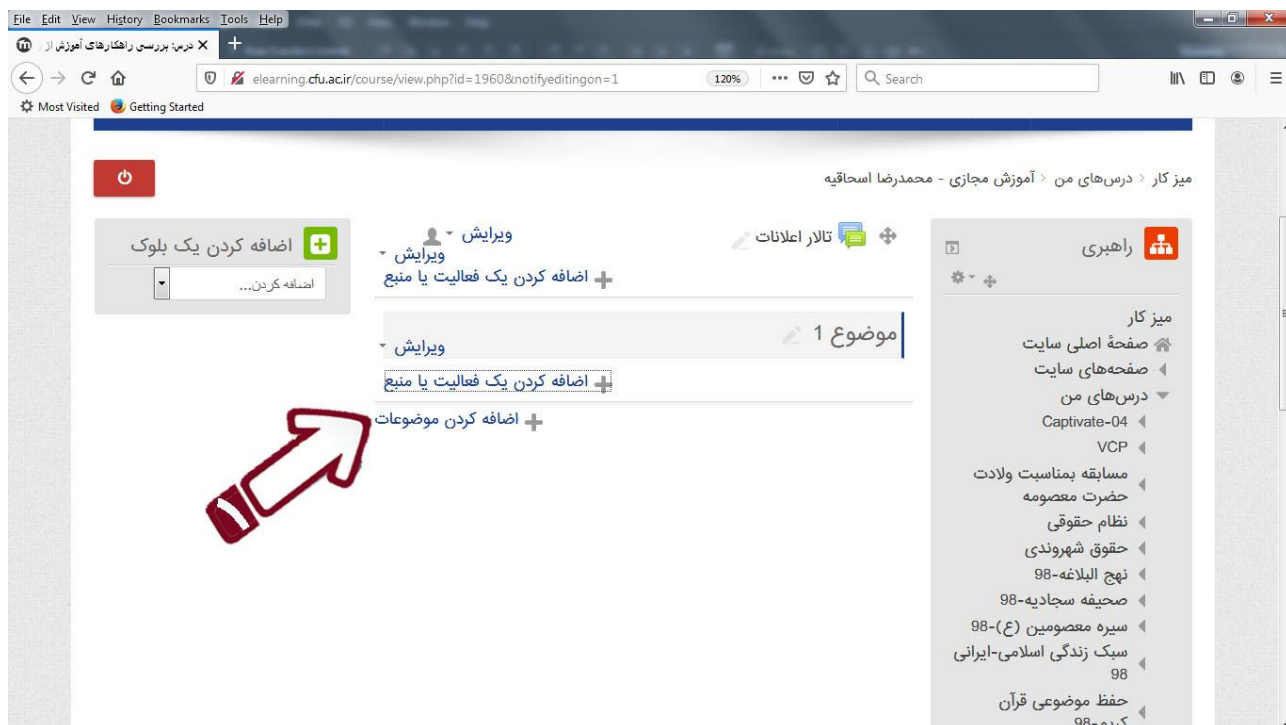 File Edit View History Bookmarks Tools Help
درس: بررسی راهکارهای آموزش از
elearning.cfu.ac.ir/course/view.php?id=1960&notifyeditingon=1
120%
Search
Most Visited
Getting Started
میز کار
درس‌های من
آموزش مجازی - محمدرضا اسحاقیه
راهبری
میز کار
صفحهٔ اصلی سایت
صفحه‌های سایت
درس‌های من
Captivate-04
VCP
مسابقه بمناسبت ولادت
حضرت معصومه
نظام حقوقی
حقوق شهروندی
نهج البلاغه-98
صحیفه سجادیه-98
سیره معصومین (ع)-98
سبک زندگی اسلامی-ایرانی
98
حفظ موضوعی قرآن
کریم-98
تالار اعلانات
ویرایش
ویرایش
اضافه کردن یک فعالیت یا منبع
موضوع 1
ویرایش
اضافه کردن یک فعالیت یا منبع
اضافه کردن موضوعات
اضافه کردن یک بلوک
اضافه کردن...